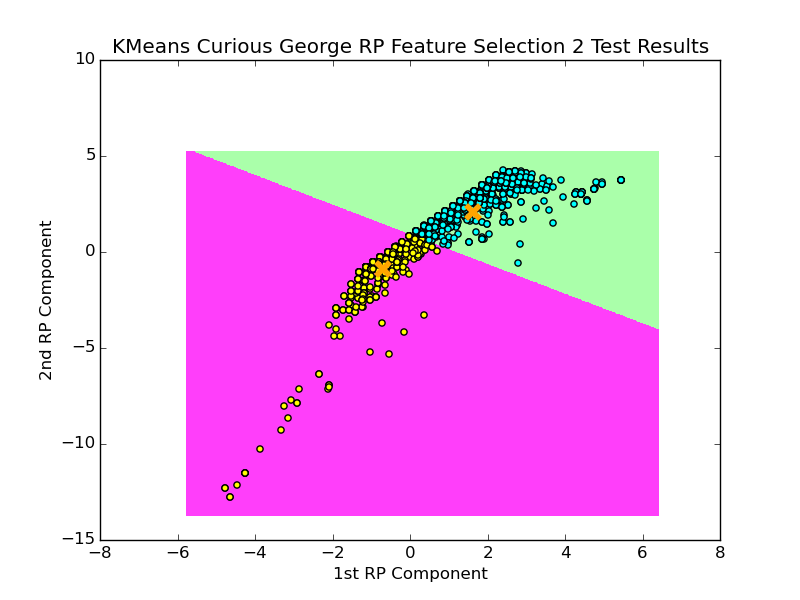 KMeans Curious George RP Feature Selection 2 Test Results
10
5
0
−5
−10
−15
2nd RP Component
−8 −6 −4 −2 0 2 4 6 8
1st RP Component